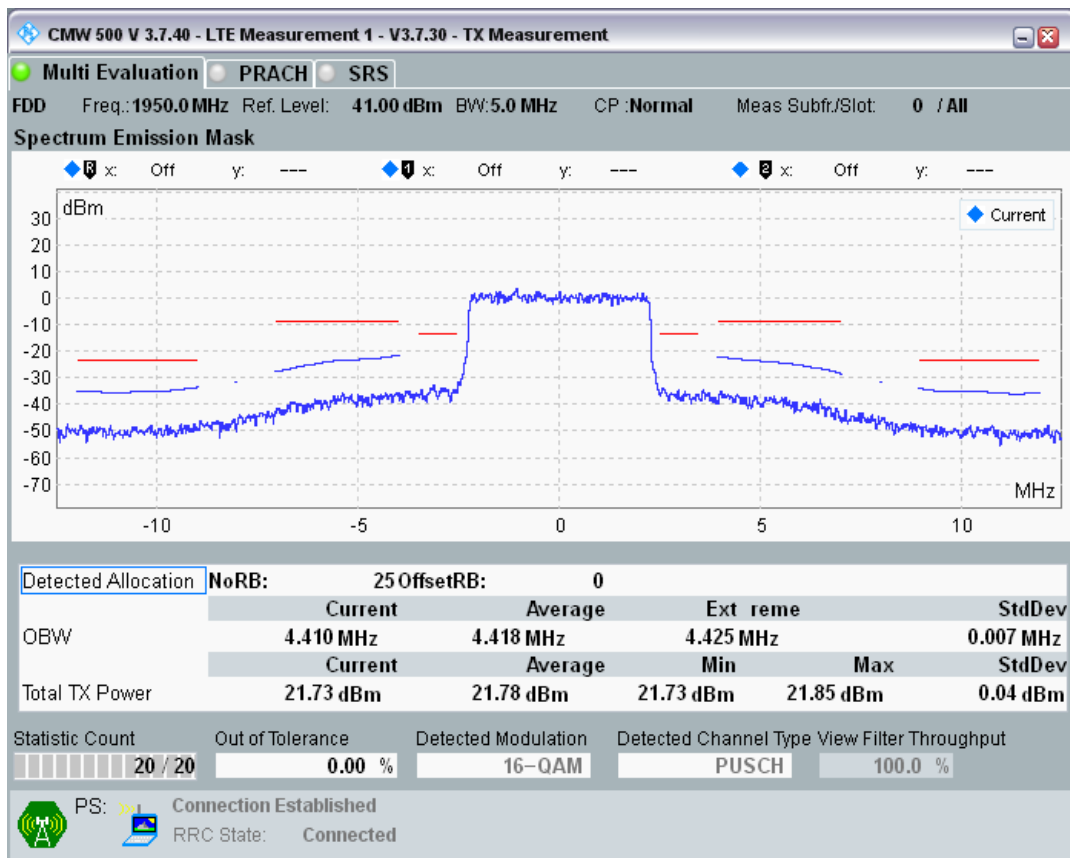 CMW 500 V 3.7.40 - LTE Measurement 1 - V3.7.30 - TX Measurement
Multi Evaluation PRACH SRS
FDD Freq.: 1950.0 MHz Ref. Level: 41.00 dBm BW: 5.0 MHz CP : Normal Meas Subfr./Slot: 0 / All
Spectrum Emission Mask
R x: Off y: --- 1 x: Off y: --- 2 x: Off y: ---
dBm
Current
30
20
10
0
-10
-20
-30
-40
-50
-60
-70
MHz
-10 -5 0 5 10
Detected Allocation NoRB: 25 OffsetRB: 0
Current Average Ext reme StdDev
OBW 4.410 MHz 4.418 MHz 4.425 MHz 0.007 MHz
Current Average Min Max StdDev
Total TX Power 21.73 dBm 21.78 dBm 21.73 dBm 21.85 dBm 0.04 dBm
Statistic Count Out of Tolerance Detected Modulation Detected Channel Type View Filter Throughput
20 / 20 0.00 % 16-QAM PUSCH 100.0 %
PS: Connection Established
RRC State: Connected